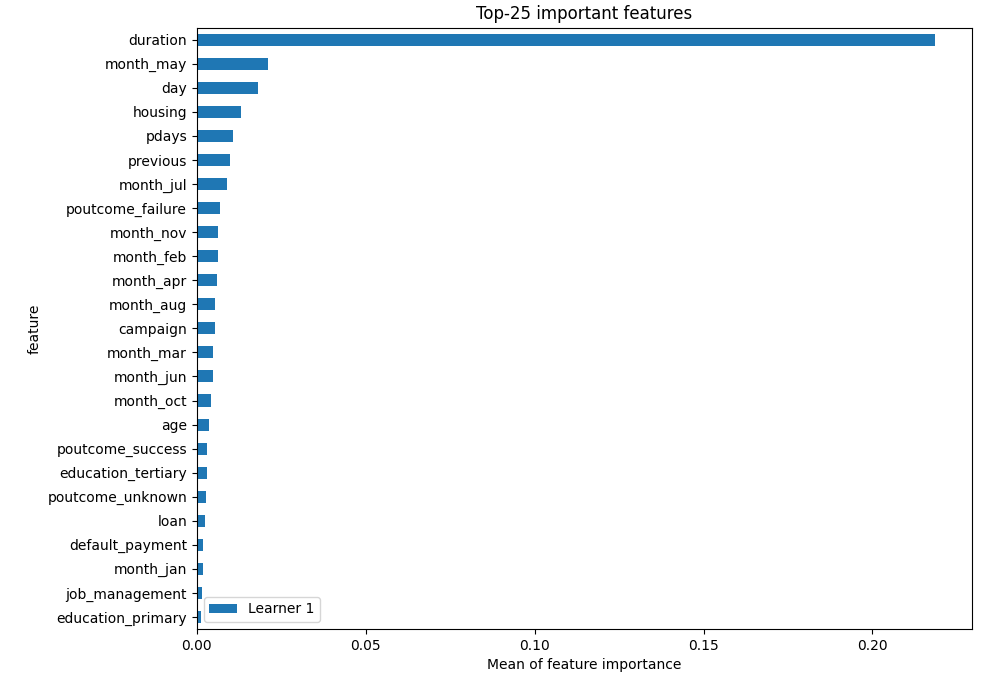 Top-25 important features
duration
month_may
day
housing
pdays
previous
month_jul
poutcome_failure
month_nov
month_feb
month_apr
month_aug
campaign
month_mar
month_jun
month_oct
age
poutcome_success
education_tertiary
poutcome_unknown
loan
default_payment
month_jan
job_management
education_primary
feature
Learner 1
0.00 0.05 0.10 0.15 0.20
Mean of feature importance